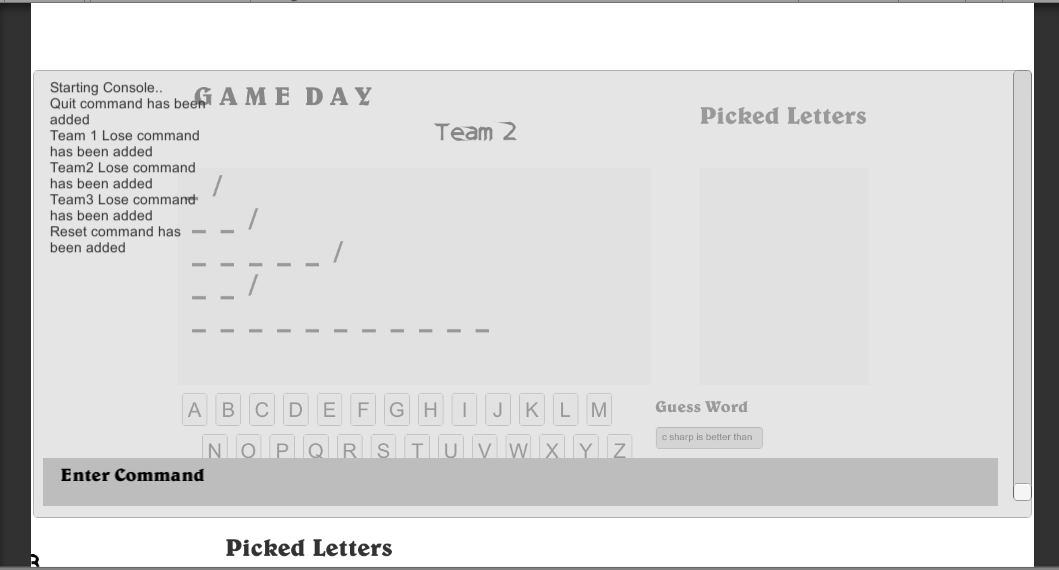 Starting Console..
Quit command has been
added
Team 1 Lose command
has been added
Team2 Lose command
has been added
Team3 Lose command
has been added
Reset command has
been added
GAME DAY
Team 2
Picked Letters
_ /
_ _ /
_ _ _ _ _ /
_ _ /
_ _ _ _ _ _ _ _ _ _ _
A B C D E F G H I J K L M
N O P Q R S T U V W X Y Z
Guess Word
c sharp is better than
Enter Command
Picked Letters